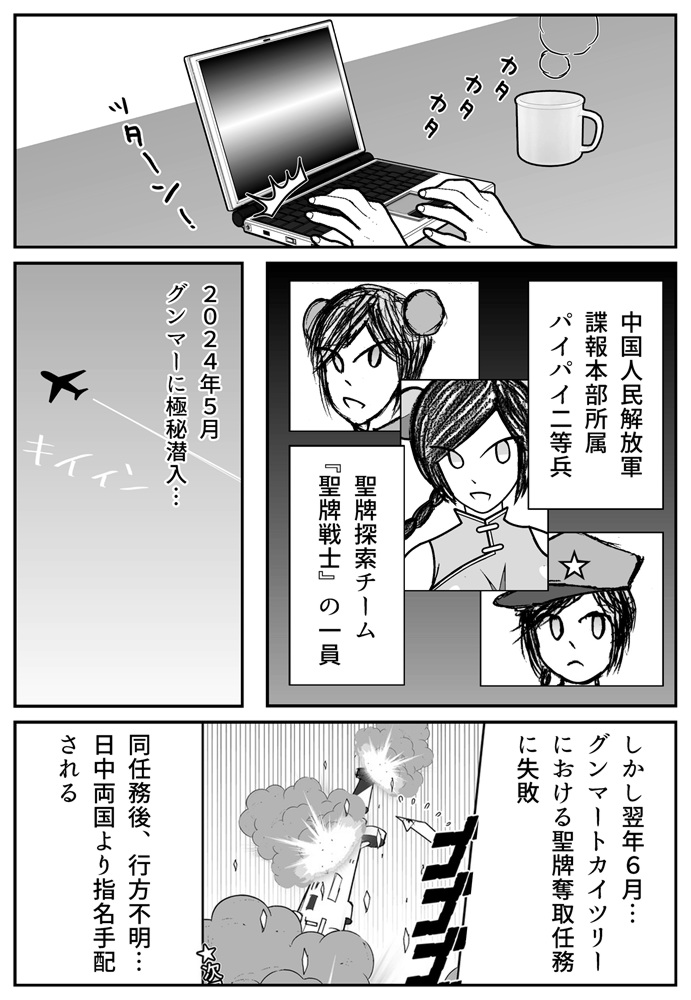 カタ
カタ
カタ
ッターン！
中国人民解放軍
諜報本部所属
パイパイ二等兵
聖牌探索チーム
『聖牌戦士』の一員
２０２４年５月
グンマーに極秘潜入…
キイィィン
しかし翌年６月…
グンマートカイツリー
における聖牌奪取任務
に失敗
ガガガ
同任務後、行方不明…
日中両国より指名手配
される